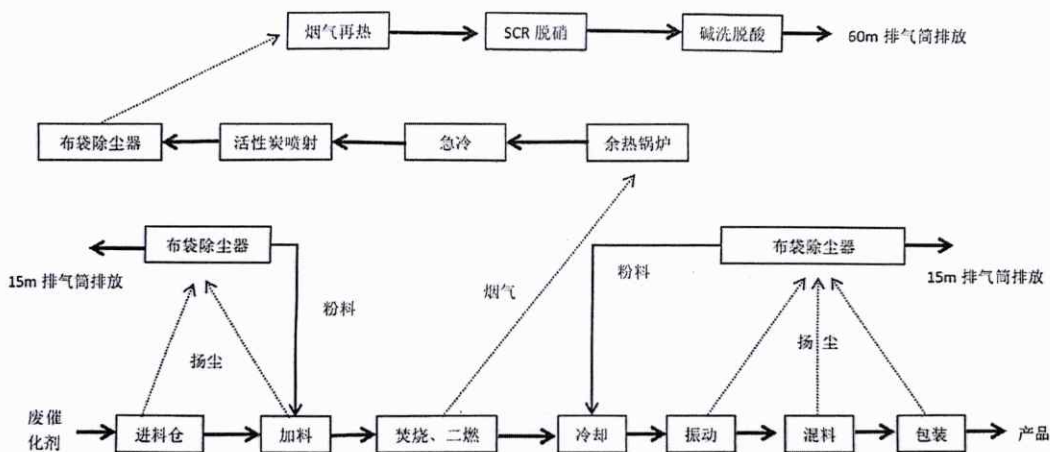 烟气再热
SCR 脱硝
碱洗脱酸
60m 排气筒排放
布袋除尘器
活性炭喷射
急冷
余热锅炉
布袋除尘器
布袋除尘器
15m 排气筒排放
粉料
烟气
粉料
15m 排气筒排放
扬尘
扬尘
废催
化剂
进料仓
加料
焚烧、二燃
冷却
振动
混料
包装
产品